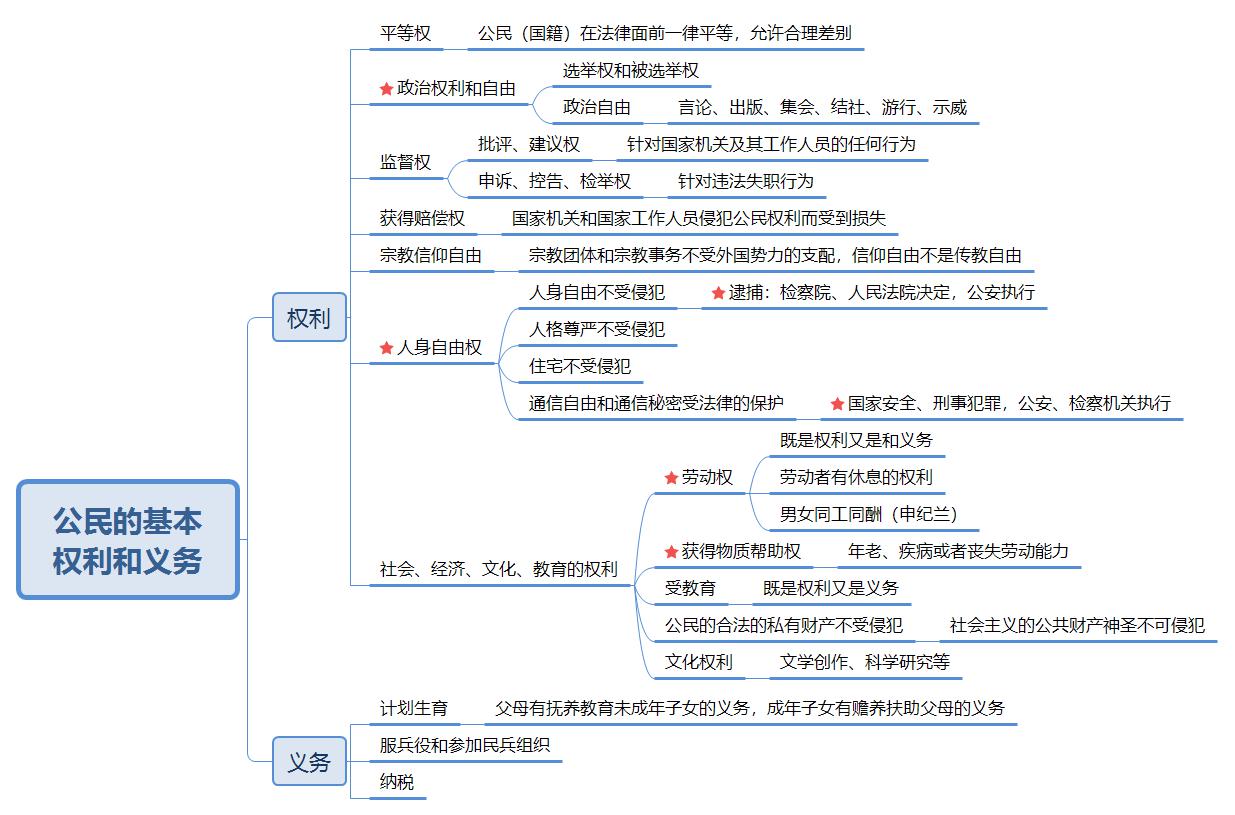 公民的基本
权利和义务
权利
平等权
公民（国籍）在法律面前一律平等，允许合理差别
政治权利和自由
选举权和被选举权
政治自由
言论、出版、集会、结社、游行、示威
监督权
批评、建议权
针对国家机关及其工作人员的任何行为
申诉、控告、检举权
针对违法失职行为
获得赔偿权
国家机关和国家工作人员侵犯公民权利而受到损失
宗教信仰自由
宗教团体和宗教事务不受外国势力的支配，信仰自由不是传教自由
人身自由权
人身自由不受侵犯
逮捕：检察院、人民法院决定，公安执行
人格尊严不受侵犯
住宅不受侵犯
通信自由和通信秘密受法律的保护
国家安全、刑事犯罪，公安、检察机关执行
社会、经济、文化、教育的权利
劳动权
既是权利又是和义务
劳动者有休息的权利
男女同工同酬（申纪兰）
获得物质帮助权
年老、疾病或者丧失劳动能力
受教育
既是权利又是义务
公民的合法的私有财产不受侵犯
社会主义的公共财产神圣不可侵犯
文化权利
文学创作、科学研究等
义务
计划生育
父母有抚养教育未成年子女的义务，成年子女有赡养扶助父母的义务
服兵役和参加民兵组织
纳税